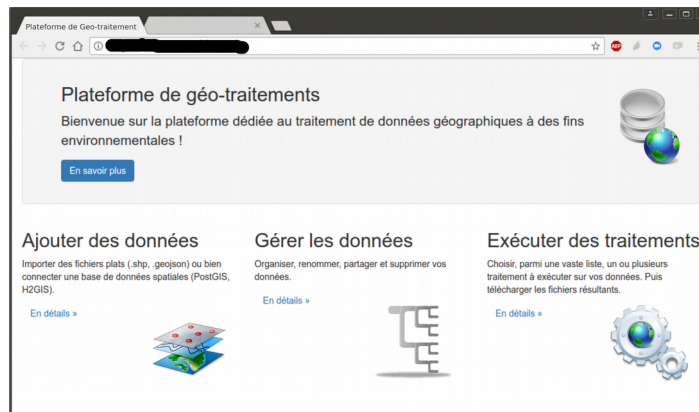 Plateforme de Geo-traitement
ABP
Plateforme de géo-traitements
Bienvenue sur la plateforme dédiée au traitement de données géographiques à des fins
environnementales !
En savoir plus
Ajouter des données
Importer des fichiers plats (.shp, .geojson) ou bien
connecter une base de données spatiales (PostGIS,
H2GIS).
En détails »
Gérer les données
Organiser, renommer, partager et supprimer vos
données.
En détails »
Exécuter des traitements
Choisir, parmi une vaste liste, un ou plusieurs
traitement à exécuter sur vos données. Puis
télécharger les fichiers résultants.
En détails »